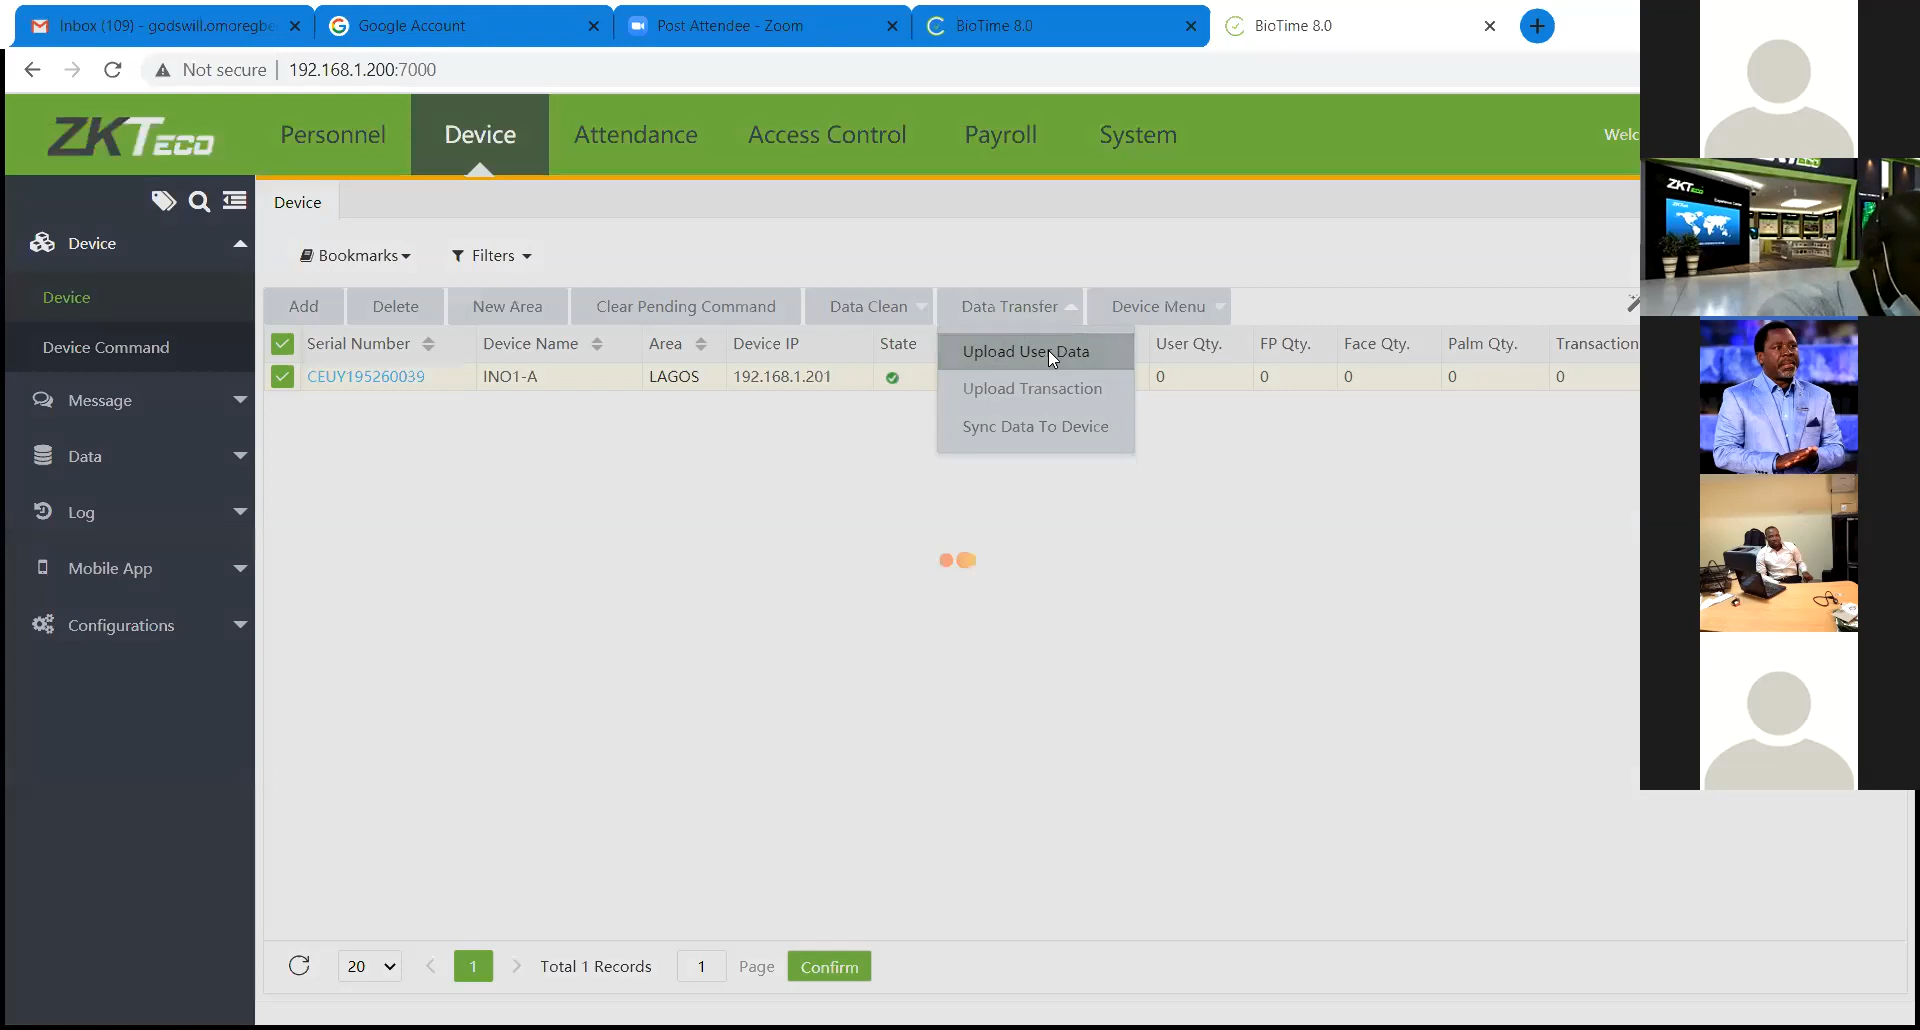 Inbox (109) - godswill.omoregbe
Google Account
Post Attendee - Zoom
BioTime 8.0
BioTime 8.0
Not secure
192.168.1.200:7000
ZKTECO
Personnel
Device
Attendance
Access Control
Payroll
System
Welc
Device
Bookmarks
Filters
Add
Delete
New Area
Clear Pending Command
Data Clean
Data Transfer
Device Menu
Serial Number
Device Name
Area
Device IP
State
User Qty.
FP Qty.
Face Qty.
Palm Qty.
Transaction
CEUY195260039
INO1-A
LAGOS
192.168.1.201
0
0
0
0
0
Upload User Data
Upload Transaction
Sync Data To Device
Device
Device
Device Command
Message
Data
Log
Mobile App
Configurations
20
1
Total 1 Records
1
Page
Confirm
ZKTECO
Experience Center